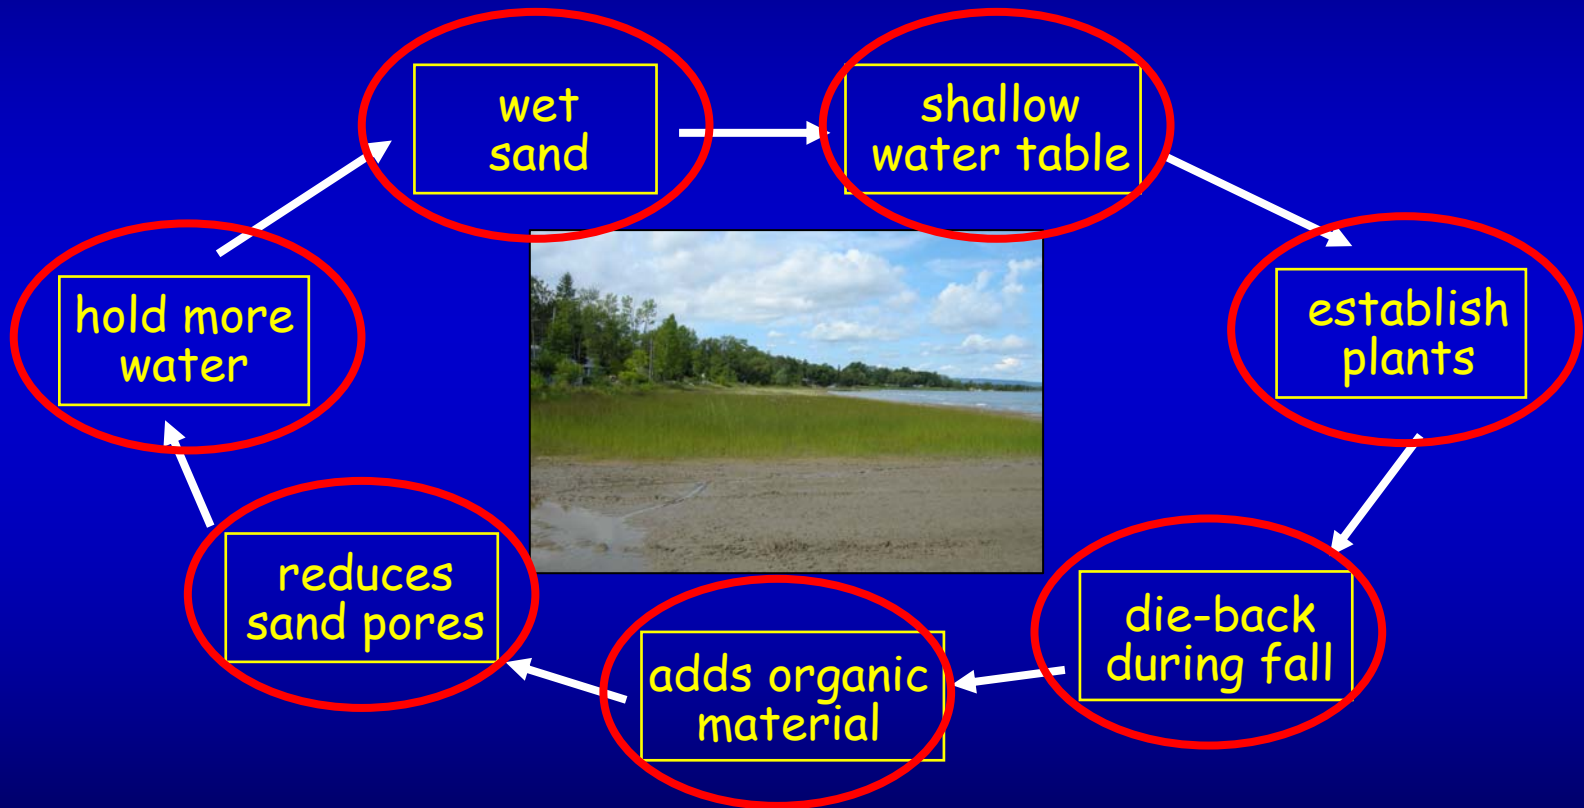 wet
sand
shallow
water table
establish
plants
die-back
during fall
adds organic
material
reduces
sand pores
hold more
water